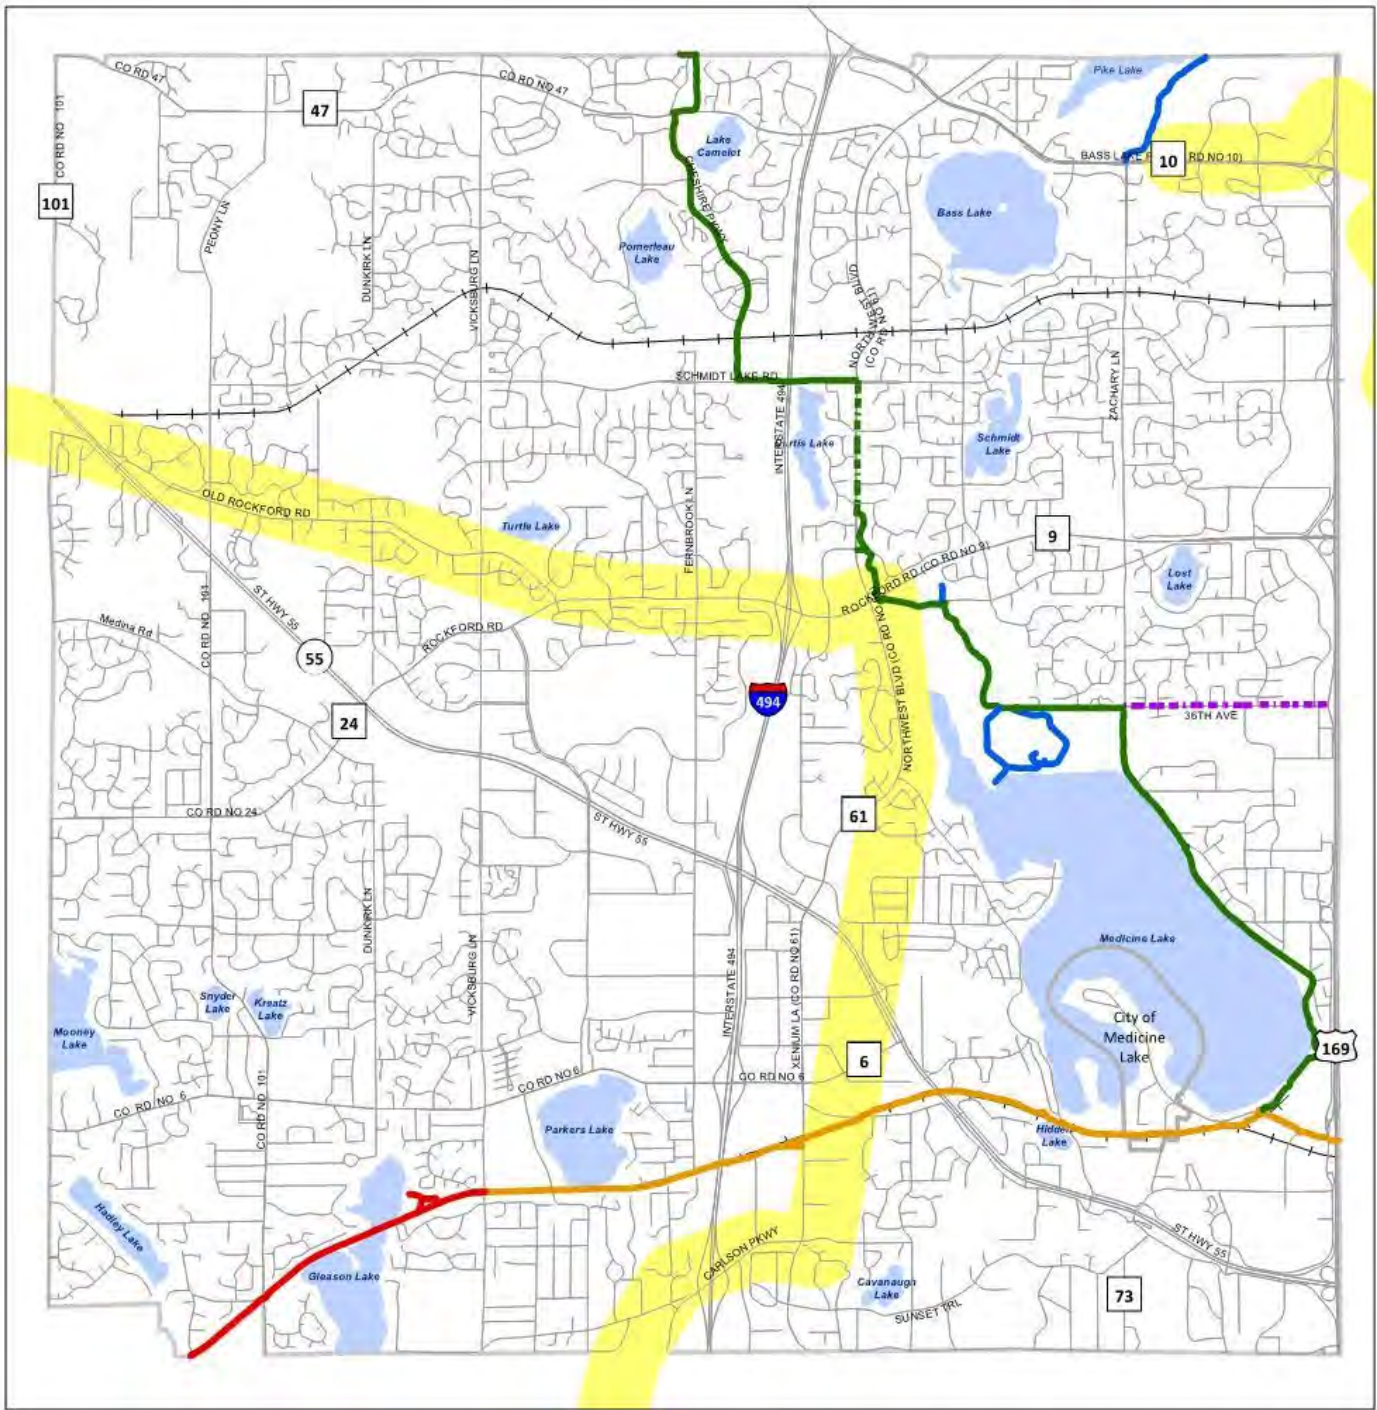 CO RD 47
CO RD NO 47
47
Pike Lake
Lake
Camelot
10
CO RD NO 101
101
PEONY LN
DUNKIRK LN
VICKSBURG LN
CHESHIRE PKWY
Pomerleau
Lake
Bass Lake
NORTHWEST BLVD
(CO RD NO 61)
SCHMIDT LAKE RD
INTERSTATE 494
ZACHARY LN
Schmidt
Lake
OLD ROCKFORD RD
Turtle Lake
FERNBROOK LN
9
ROCKFORD RD (CO RD NO 9)
Lost
Lake
CO RD NO 101
ST HWY 55
Medina Rd
55
ROCKFORD RD
24
494
NORTHWEST BLVD (CO RD NO
36TH AVE
CO RD NO 24
ST HWY 55
61
DUNKIRK LN
VICKSBURG LN
INTERSTATE 494
XENIUM LA (CO RD NO 61)
Medicine Lake
Snyder
Lake
Kreatz
Lake
Mooney
Lake
City of
Medicine
Lake
169
6
CO RD NO 6
CO RD NO 6
CO RD NO 6
CO RD NO 101
Parkers Lake
Hidden
Lake
Hadley Lake
Gleason Lake
CARLSON PKWY
Cavanaugh
Lake
SUNSET TRL
ST HWY 55
73